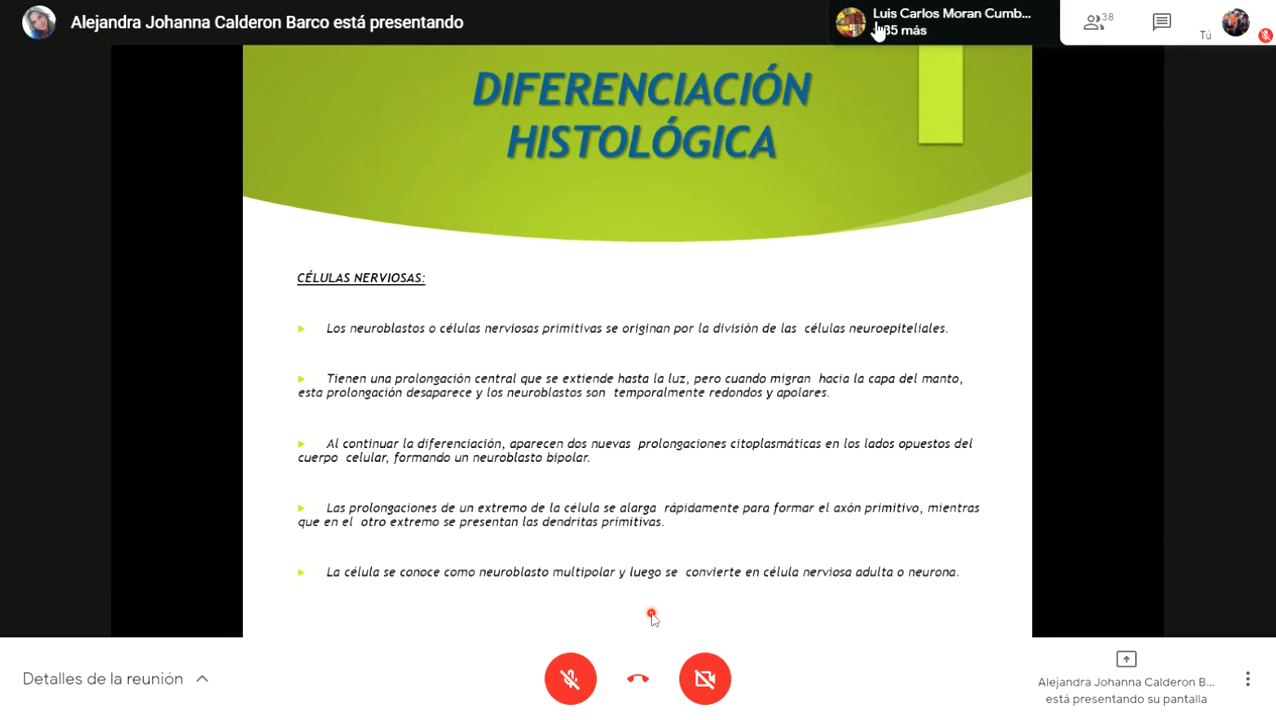 Alejandra Johanna Calderon Barco está presentando
Luis Carlos Moran Cumb...
35 más
38
Tú
DIFERENCIACIÓN
HISTOLÓGICA
CÉLULAS NERVIOSAS:
Los neuroblastos o células nerviosas primitivas se originan por la división de las células neuroepiteliales.
Tienen una prolongación central que se extiende hasta la luz, pero cuando migran hacia la capa del manto,
esta prolongación desaparece y los neuroblastos son temporalmente redondos y apolares.
Al continuar la diferenciación, aparecen dos nuevas prolongaciones citoplasmáticas en los lados opuestos del
cuerpo celular, formando un neuroblasto bipolar.
Las prolongaciones de un extremo de la célula se alarga rápidamente para formar el axón primitivo, mientras
que en el otro extremo se presentan las dendritas primitivas.
La célula se conoce como neuroblasto multipolar y luego se convierte en célula nerviosa adulta o neurona.
Detalles de la reunión
Alejandra Johanna Calderon B...
está presentando su pantalla